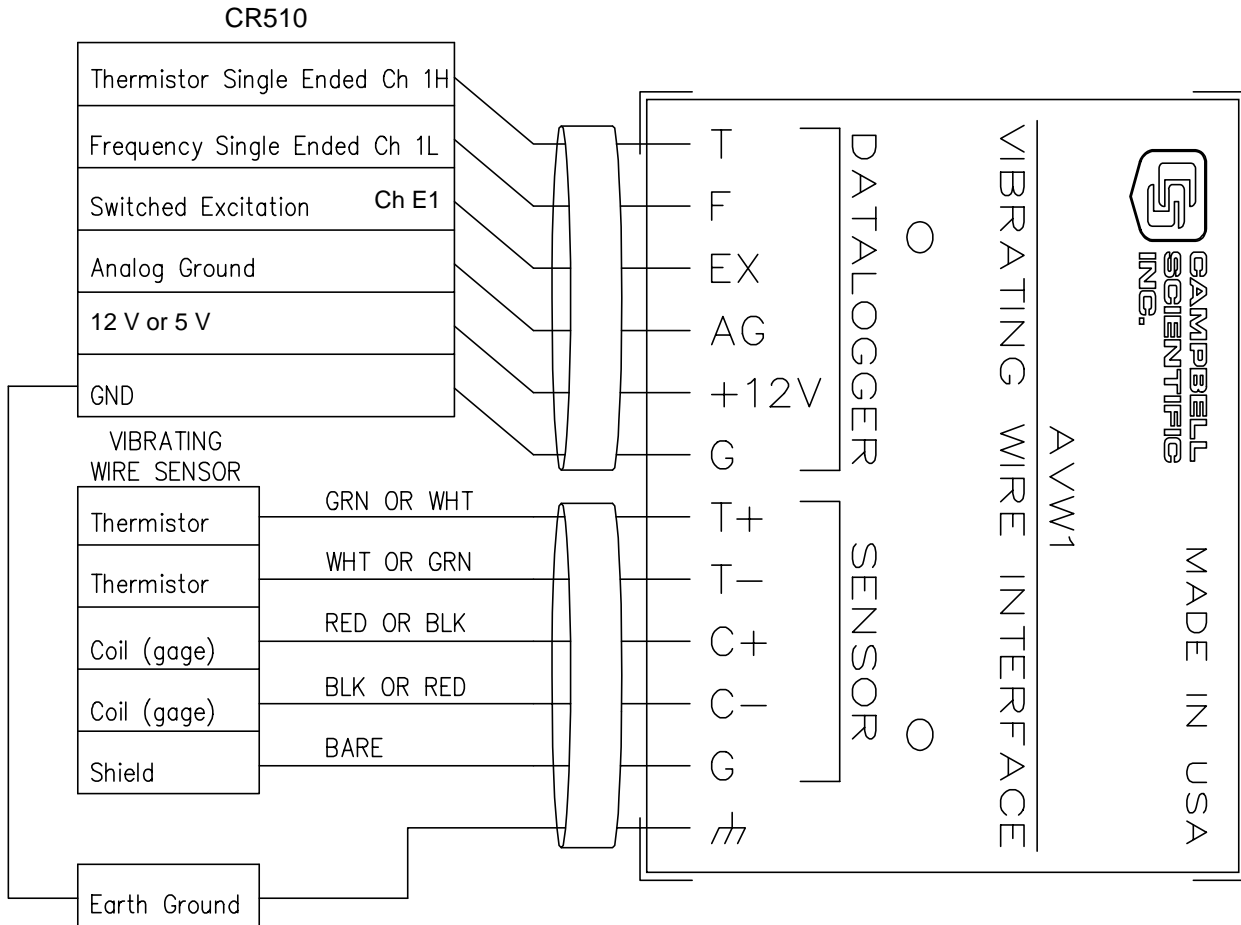 CR510
Thermistor Single Ended Ch 1H
Frequency Single Ended Ch 1L
Switched Excitation Ch E1
Analog Ground
12 V or 5 V
GND
VIBRATING
WIRE SENSOR
Thermistor
Thermistor
Coil (gage)
Coil (gage)
Shield
Earth Ground
GRN OR WHT
WHT OR GRN
RED OR BLK
BLK OR RED
BARE
T
F
EX
AG
+12V
G
DATALOGGER
T+
T−
C+
C−
G
SENSOR
VIBRATING WIRE INTERFACE
AVW1
CAMPBELL
SCIENTIFIC
INC.
MADE IN USA